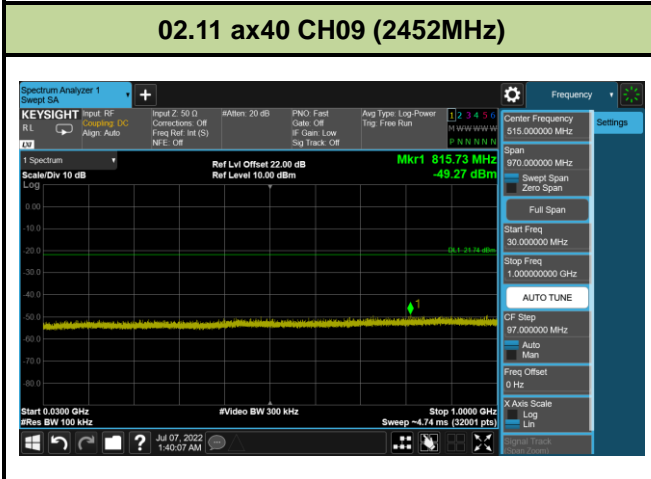 02.11 ax40 CH09 (2452MHz)
Spectrum Analyzer 1
Swept SA
Frequency
KEYSIGHT
RL
Input: RF
Coupling: DC
Align: Auto
Input Z: 50 Ω
Corrections: Off
Freq Ref: Int (S)
NFE: Off
#Atten: 20 dB
PNO: Fast
Gate: Off
IF Gain: Low
Sig Track: Off
Avg Type: Log-Power
Trig: Free Run
1 2 3 4 5 6
M W W W W W
P N N N N N
LXI
1 Spectrum
Scale/Div 10 dB
Log
Ref Lvl Offset 22.00 dB
Ref Level 10.00 dBm
Mkr1 815.73 MHz
-49.27 dBm
0.00
-10.0
-20.0
-30.0
-40.0
-50.0
-60.0
-70.0
-80.0
DL1 -21.74 dBm
1
Start 0.0300 GHz
#Res BW 100 kHz
#Video BW 300 kHz
Stop 1.0000 GHz
Sweep ~4.74 ms (32001 pts)
Center Frequency
515.000000 MHz
Settings
Span
970.000000 MHz
Swept Span
Zero Span
Full Span
Start Freq
30.000000 MHz
Stop Freq
1.000000000 GHz
AUTO TUNE
CF Step
97.000000 MHz
Auto
Man
Freq Offset
0 Hz
X Axis Scale
Log
Lin
Signal Track
(Span Zoom)
?
Jul 07, 2022
1:40:07 AM